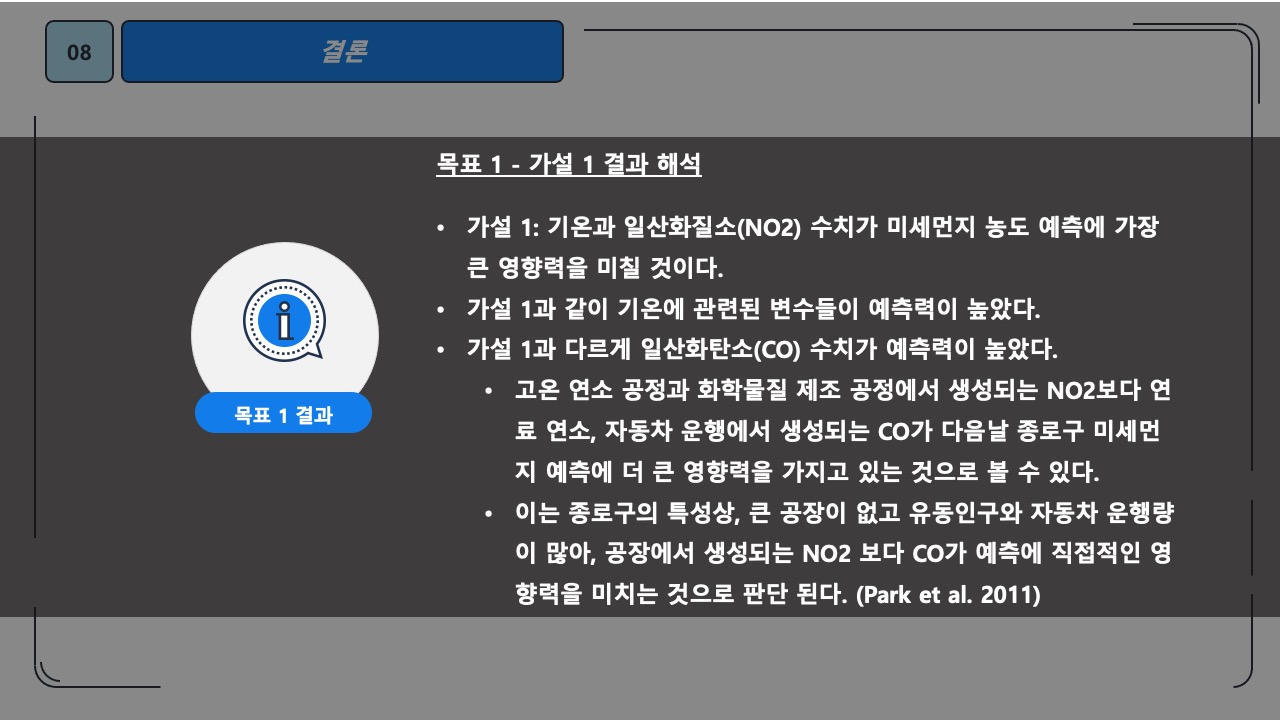 08
결론
목표 1 - 가설 1 결과 해석
• 가설 1: 기온과 일산화질소(NO2) 수치가 미세먼지 농도 예측에 가장
큰 영향력을 미칠 것이다.
• 가설 1과 같이 기온에 관련된 변수들이 예측력이 높았다.
• 가설 1과 다르게 일산화탄소(CO) 수치가 예측력이 높았다.
• 고온 연소 공정과 화학물질 제조 공정에서 생성되는 NO2보다 연
료 연소, 자동차 운행에서 생성되는 CO가 다음날 종로구 미세먼
지 예측에 더 큰 영향력을 가지고 있는 것으로 볼 수 있다.
• 이는 종로구의 특성상, 큰 공장이 없고 유동인구와 자동차 운행량
이 많아, 공장에서 생성되는 NO2 보다 CO가 예측에 직접적인 영
향력을 미치는 것으로 판단 된다. (Park et al. 2011)
목표 1 결과